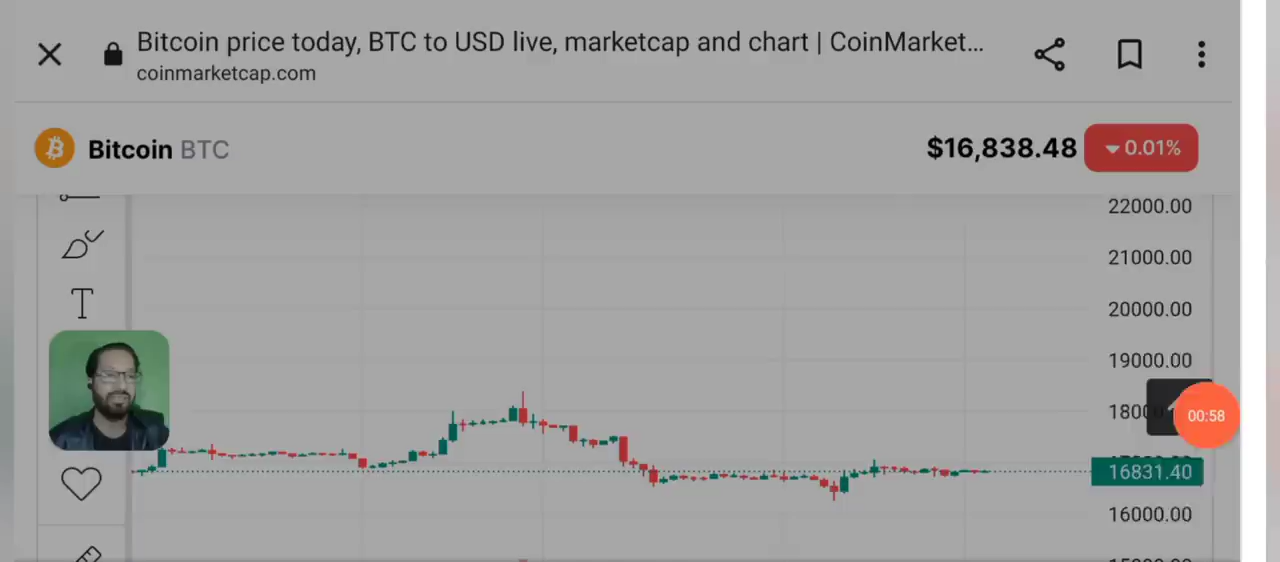 Bitcoin price today, BTC to USD live, marketcap and chart | CoinMarket...
coinmarketcap.com
Bitcoin BTC
$16,838.48
0.01%
22000.00
21000.00
T
20000.00
19000.00
00:58
16831.40
16000.00